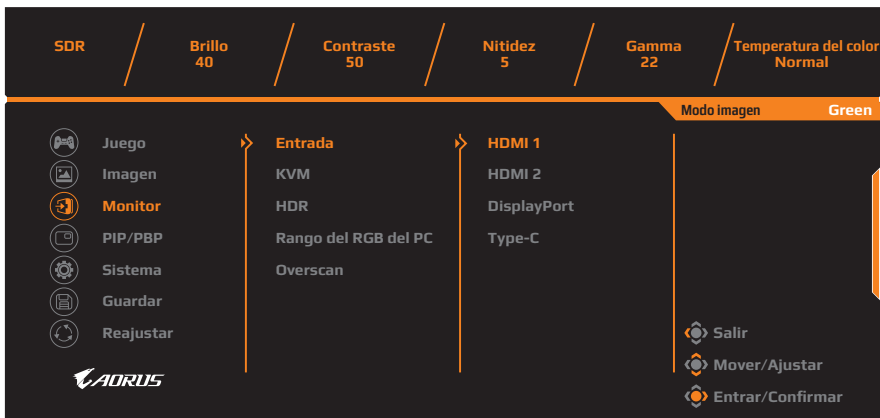 SDR
Brillo
40
Contraste
50
Nitidez
5
Gamma
22
Temperatura del color
Normal
Modo imagen Green
Juego
Imagen
Monitor
PIP/PBP
Sistema
Guardar
Reajustar
Entrada
KVM
HDR
Rango del RGB del PC
Overscan
HDMI 1
HDMI 2
DisplayPort
Type-C
Salir
Mover/Ajustar
Entrar/Confirmar
AORUS